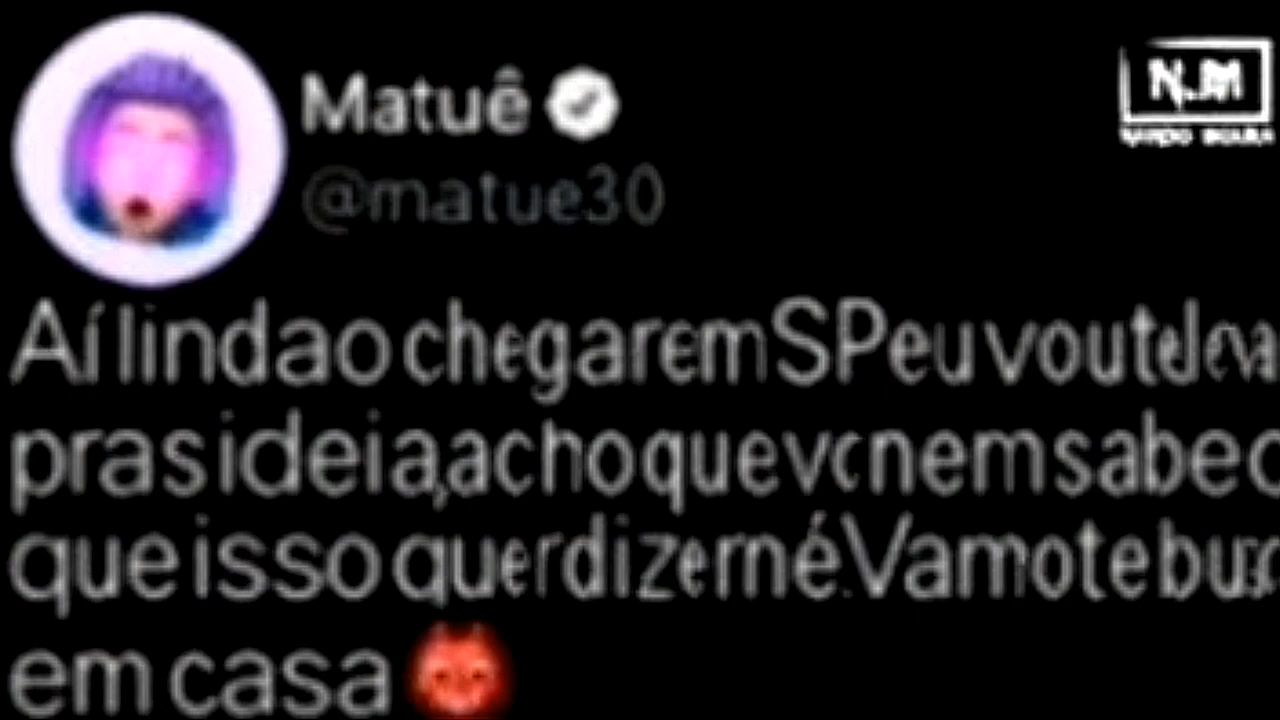 Matuê
N.M
@matue30
Aí lindao chegar em SP eu vou te leva
pras ideia, acho que vc nem sabe o
que isso quer dizer né. Vamo te busc
em casa 👹